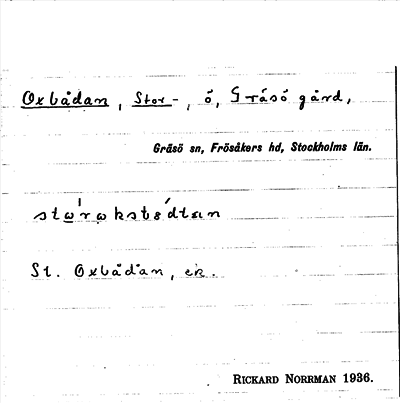 Oxbådan, Stor-, ö, Gräsö gård,
Gräsö sn, Frösåkers hd, Stockholms län.
St. Oxbådan, ek.
RICKARD NORRMAN 1936.